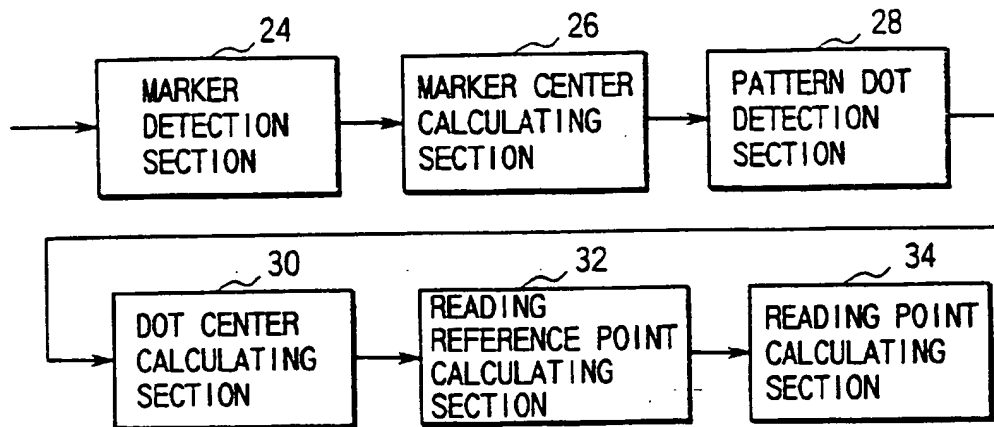 24
MARKER
DETECTION
SECTION
26
MARKER CENTER
CALCULATING
SECTION
28
PATTERN DOT
DETECTION
SECTION
30
DOT CENTER
CALCULATING
SECTION
32
READING
REFERENCE POINT
CALCULATING
SECTION
34
READING POINT
CALCULATING
SECTION